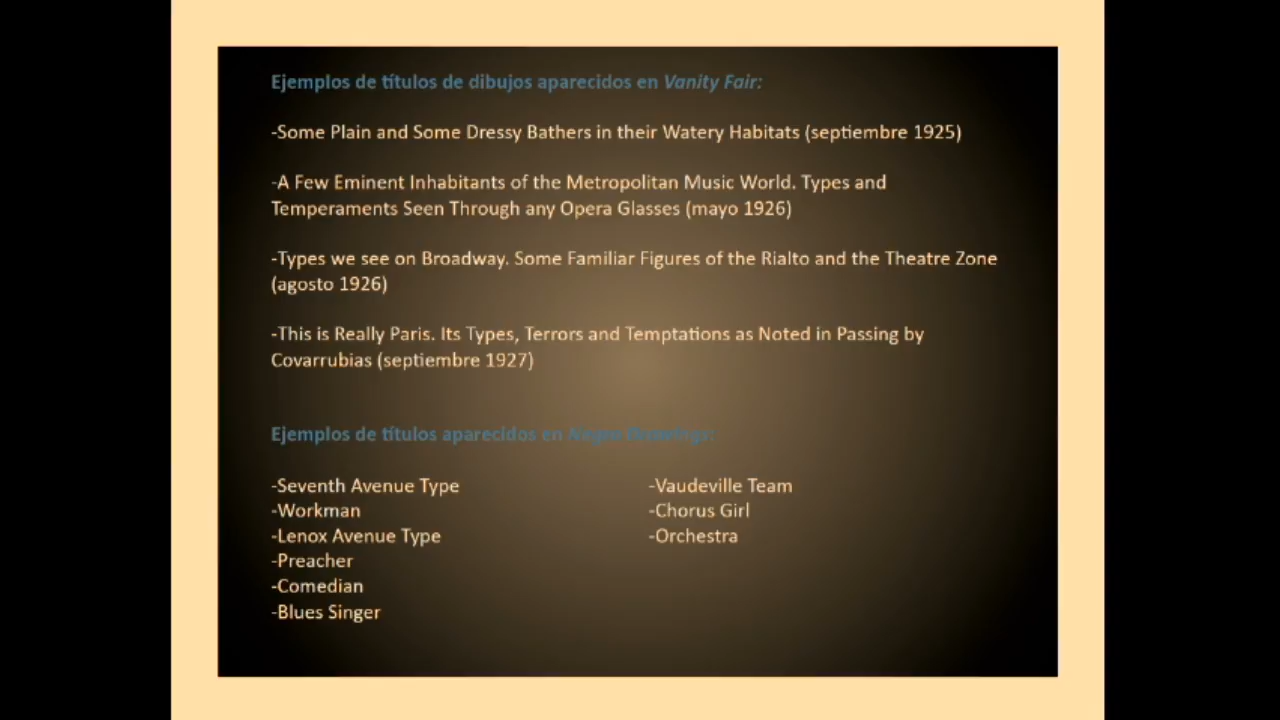 Ejemplos de títulos de dibujos aparecidos en Vanity Fair:
-Some Plain and Some Dressy Bathers in their Watery Habitats (septiembre 1925)
-A Few Eminent Inhabitants of the Metropolitan Music World. Types and
Temperaments Seen Through any Opera Glasses (mayo 1926)
-Types we see on Broadway. Some Familiar Figures of the Rialto and the Theatre Zone
(agosto 1926)
-This is Really Paris. Its Types, Terrors and Temptations as Noted in Passing by
Covarrubias (septiembre 1927)
Ejemplos de títulos aparecidos en Negro Drawings:
-Seventh Avenue Type
-Workman
-Lenox Avenue Type
-Preacher
-Comedian
-Blues Singer
-Vaudeville Team
-Chorus Girl
-Orchestra